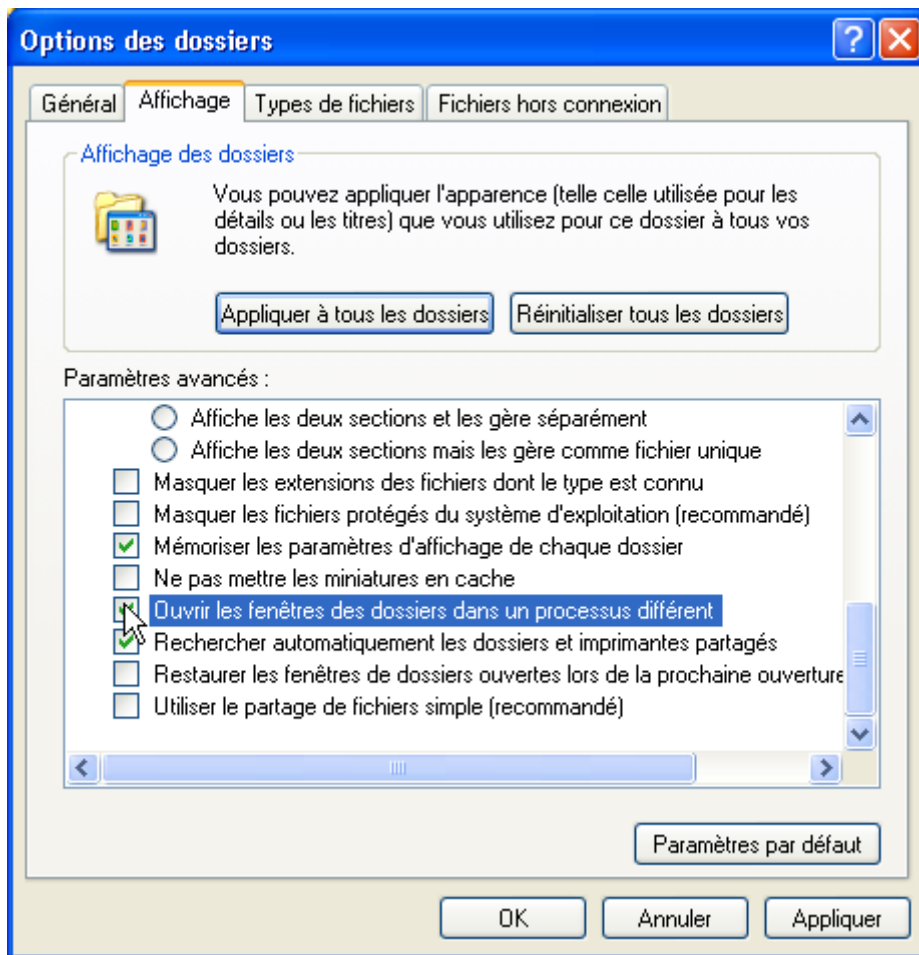 Options des dossiers
Général
Affichage
Types de fichiers
Fichiers hors connexion
Affichage des dossiers
Vous pouvez appliquer l'apparence (telle celle utilisée pour les
détails ou les titres) que vous utilisez pour ce dossier à tous vos
dossiers.
Appliquer à tous les dossiers
Réinitialiser tous les dossiers
Paramètres avancés :
Affiche les deux sections et les gère séparément
Affiche les deux sections mais les gère comme fichier unique
Masquer les extensions des fichiers dont le type est connu
Masquer les fichiers protégés du système d'exploitation (recommandé)
Mémoriser les paramètres d'affichage de chaque dossier
Ne pas mettre les miniatures en cache
Ouvrir les fenêtres des dossiers dans un processus différent
Rechercher automatiquement les dossiers et imprimantes partagés
Restaurer les fenêtres de dossiers ouvertes lors de la prochaine ouverture
Utiliser le partage de fichiers simple (recommandé)
Paramètres par défaut
OK
Annuler
Appliquer